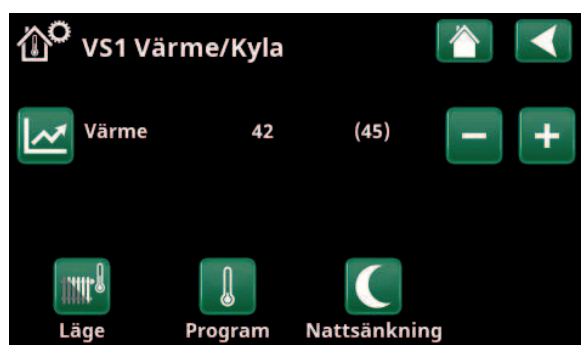 VS1 Värme/Kyla
Värme 42 (45)
Läge Program Nattsänkning